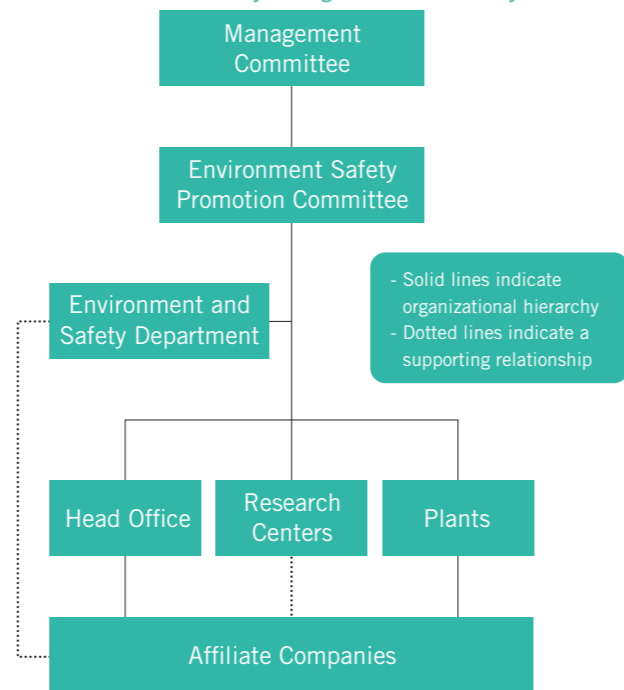 Management
Committee
Environment Safety
Promotion Committee
Environment and
Safety Department
- Solid lines indicate
organizational hierarchy
- Dotted lines indicate a
supporting relationship
Head Office
Research
Centers
Plants
Affiliate Companies